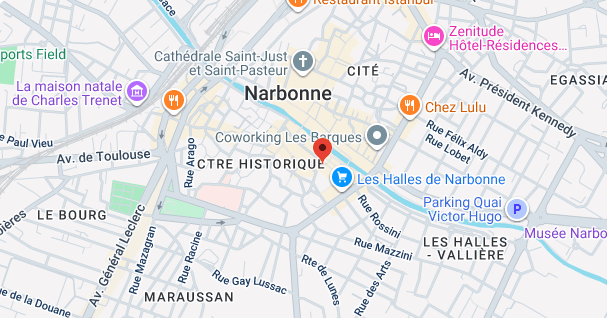 Restaurant Istanbul
Zenitude
Hôtel-Résidences...
ports Field
Cathédrale Saint-Just
et Saint-Pasteur
CITÉ
EGASSIA
La maison natale
de Charles Trenet
Narbonne
Av. Président Kennedy
Chez Lulu
Rue Félix Aldy
Rue Lobet
Coworking Les Barques
e Paul Vieu
Av. de Toulouse
Rue Arago
CTRE HISTORIQUE
Les Halles de Narbonne
Parking Quai
Victor Hugo
bières
LE BOURG
Av. Général Leclerc
Rue Mazagran
Rue Racine
Rue Rossini
Rue Mazzini
Musée Narbo
LES HALLES
- VALLIÈRE
Rue Gay Lussac
Rte de Lunes
Rue des Arts
ue de la Douane
MARAUSSAN
P